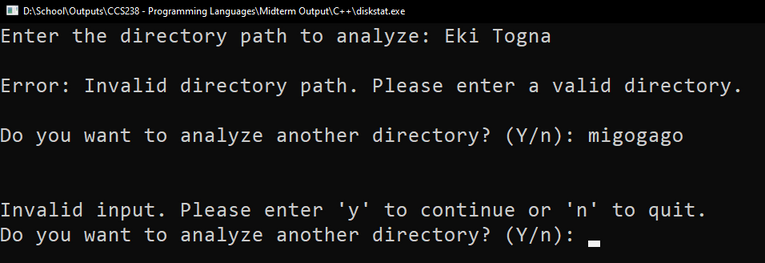 D:\School\Outputs\CCS238 - Programming Languages\Midterm Output\C++\diskstat.exe
Enter the directory path to analyze: Eki Togna
Error: Invalid directory path. Please enter a valid directory.
Do you want to analyze another directory? (Y/n): migogago
Invalid input. Please enter 'y' to continue or 'n' to quit.
Do you want to analyze another directory? (Y/n):